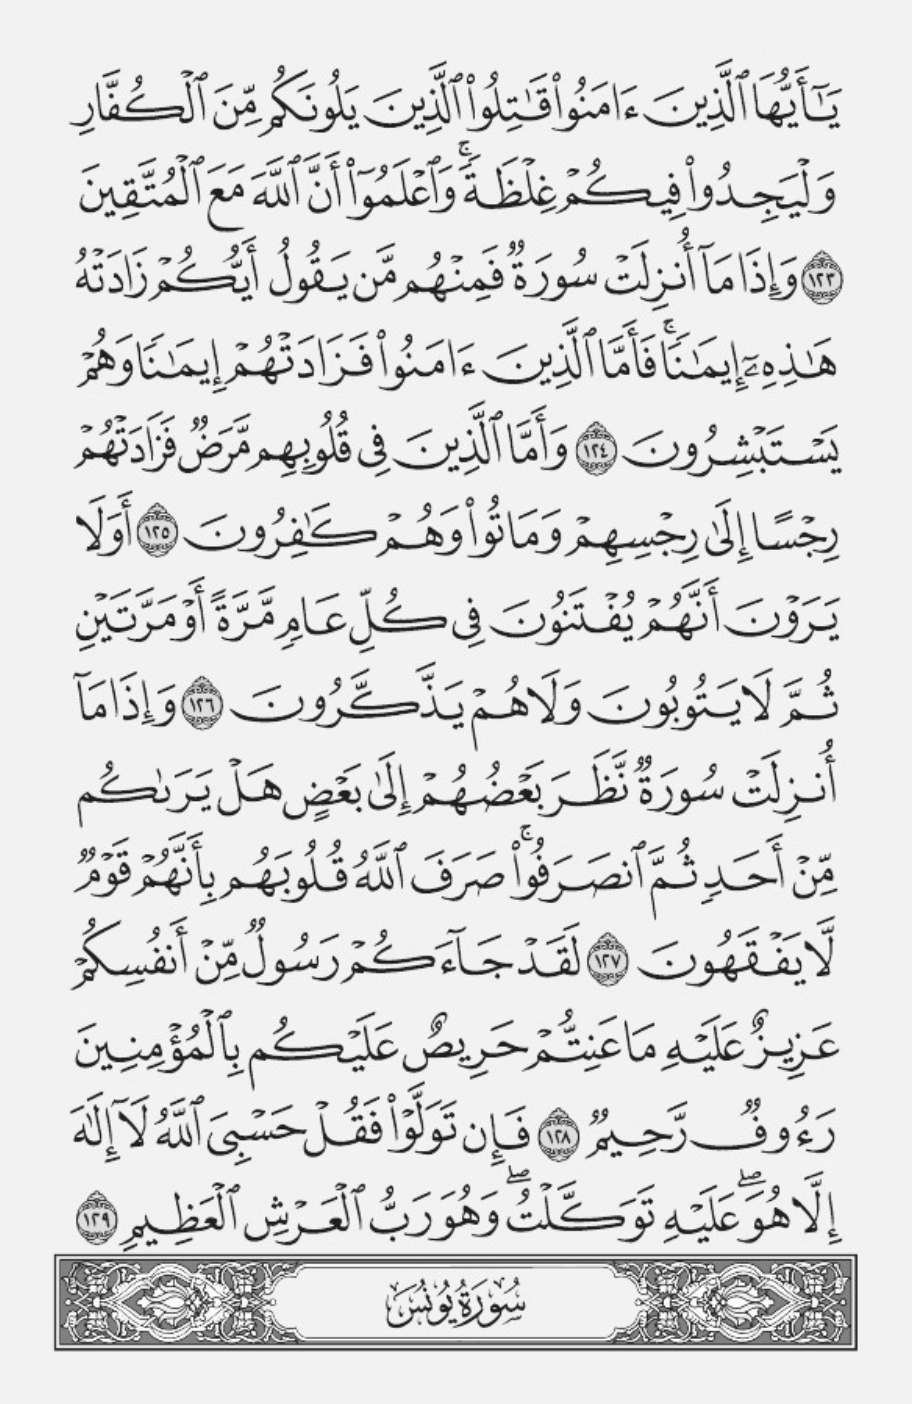 يَـٰٓأَيُّهَا ٱلَّذِينَ ءَامَنُوا۟ قَـٰتِلُوا۟ ٱلَّذِينَ يَلُونَكُم مِّنَ ٱلْكُفَّارِ
وَلْيَجِدُوا۟ فِيكُمْ غِلْظَةً ۚ وَٱعْلَمُوٓا۟ أَنَّ ٱللَّهَ مَعَ ٱلْمُتَّقِينَ
١٢٣ وَإِذَا مَآ أُنزِلَتْ سُورَةٌ فَمِنْهُم مَّن يَقُولُ أَيُّكُمْ زَادَتْهُ
هَـٰذِهِۦٓ إِيمَـٰنًا ۚ فَأَمَّا ٱلَّذِينَ ءَامَنُوا۟ فَزَادَتْهُمْ إِيمَـٰنًا وَهُمْ
يَسْتَبْشِرُونَ ١٢٤ وَأَمَّا ٱلَّذِينَ فِى قُلُوبِهِم مَّرَضٌ فَزَادَتْهُمْ
رِجْسًا إِلَىٰ رِجْسِهِمْ وَمَاتُوا۟ وَهُمْ كَـٰفِرُونَ ١٢٥ أَوَلَا
يَرَوْنَ أَنَّهُمْ يُفْتَنُونَ فِى كُلِّ عَامٍ مَّرَّةً أَوْ مَرَّتَيْنِ
ثُمَّ لَا يَتُوبُونَ وَلَا هُمْ يَذَّكَّرُونَ ١٢٦ وَإِذَا مَآ
أُنزِلَتْ سُورَةٌ نَّظَرَ بَعْضُهُمْ إِلَىٰ بَعْضٍ هَلْ يَرَىٰكُم
مِّنْ أَحَدٍ ثُمَّ ٱنصَرَفُوا۟ ۚ صَرَفَ ٱللَّهُ قُلُوبَهُم بِأَنَّهُمْ قَوْمٌ
لَّا يَفْقَهُونَ ١٢٧ لَقَدْ جَآءَكُمْ رَسُولٌ مِّنْ أَنفُسِكُمْ
عَزِيزٌ عَلَيْهِ مَا عَنِتُّمْ حَرِيصٌ عَلَيْكُم بِٱلْمُؤْمِنِينَ
رَءُوفٌ رَّحِيمٌ ١٢٨ فَإِن تَوَلَّوْا۟ فَقُلْ حَسْبِىَ ٱللَّهُ لَآ إِلَـٰهَ
إِلَّا هُوَ ۖ عَلَيْهِ تَوَكَّلْتُ ۖ وَهُوَ رَبُّ ٱلْعَرْشِ ٱلْعَظِيمِ ١٢٩
سُورَةُ يُونُسَ